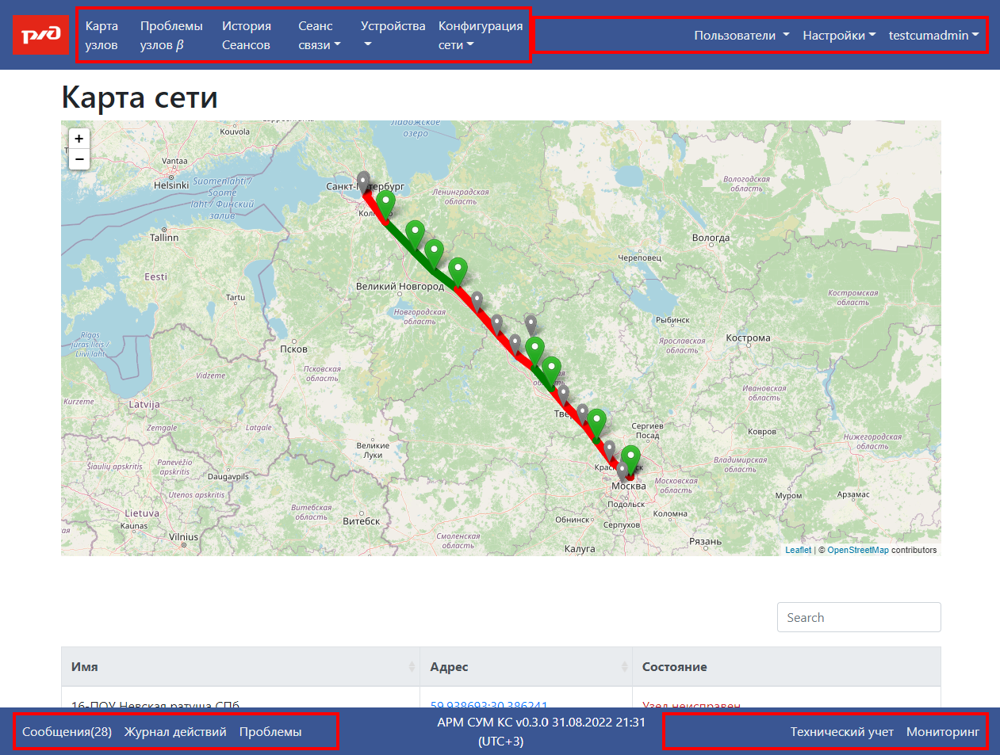 ржд
Карта узлов
Проблемы узлов β
История Сеансов
Сеанс связи
Устройства
Конфигурация сети
Пользователи
Настройки
testcumadmin
Карта сети
+
−
Ладожское
озеро
Kouvola
Vantaa
Helsinki
Suomenlahti /
Soome
laht / Финский
залив
Санкт-Петербург
Ленинградская
область
Вологодская
область
Tallinn
Вологда
Череповец
Eesti
Tartu
Великий Новгород
Новгородская
область
Костромская
область
Рыбинск
Ярославская
область
Кострома
Rīgas
jūras līcis /
Liivi laht
Псков
Псковская
область
Vidzeme
Ивановская
область
Kurzeme
Latvija
Zemgale
Latgale
Сергиев
Посад
Ковров
Нижегородская
область
Великие
Луки
Šiaulių apskritis
Panevėžio
apskritis
Daugavpils
Владимирская
область
Москва
Московская
область
Utenos apskritis
Муром
Арзамас
Подольск
Lietuva
Kaunas
Vilnius
Витебская
область
Витебск
Обнинск
Серпухов
Коломна
Смоленская
область
Калуга
Рязань
Leaflet | © OpenStreetMap contributors
Search
Имя
Адрес
Состояние
16-ПОУ Невская ратуша СПб
59.938693;30.386241
Узел неисправен
Сообщения(28)
Журнал действий
Проблемы
АРМ СУМ КС v0.3.0 31.08.2022 21:31
(UTC+3)
Технический учет
Мониторинг